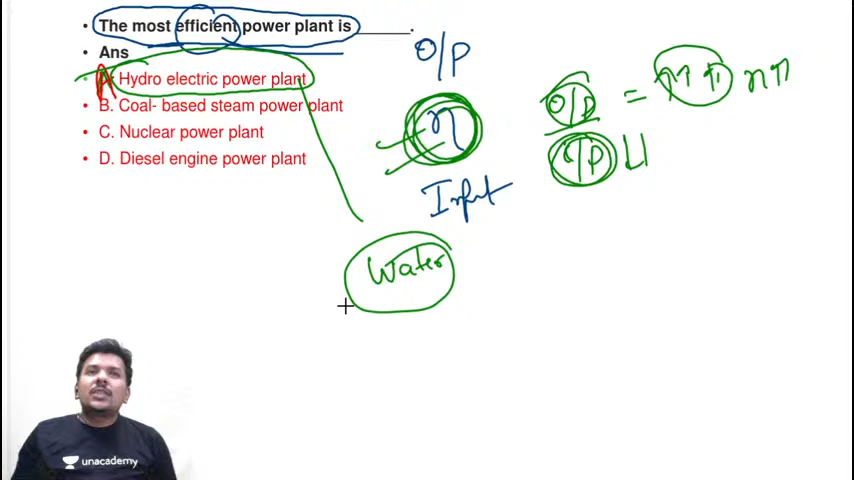 • The most efficient power plant is ______.
• Ans
• A. Hydro electric power plant
• B. Coal- based steam power plant
• C. Nuclear power plant
• D. Diesel engine power plant
O/P
η
Input
O/P
=
I/P
Water
unacademy